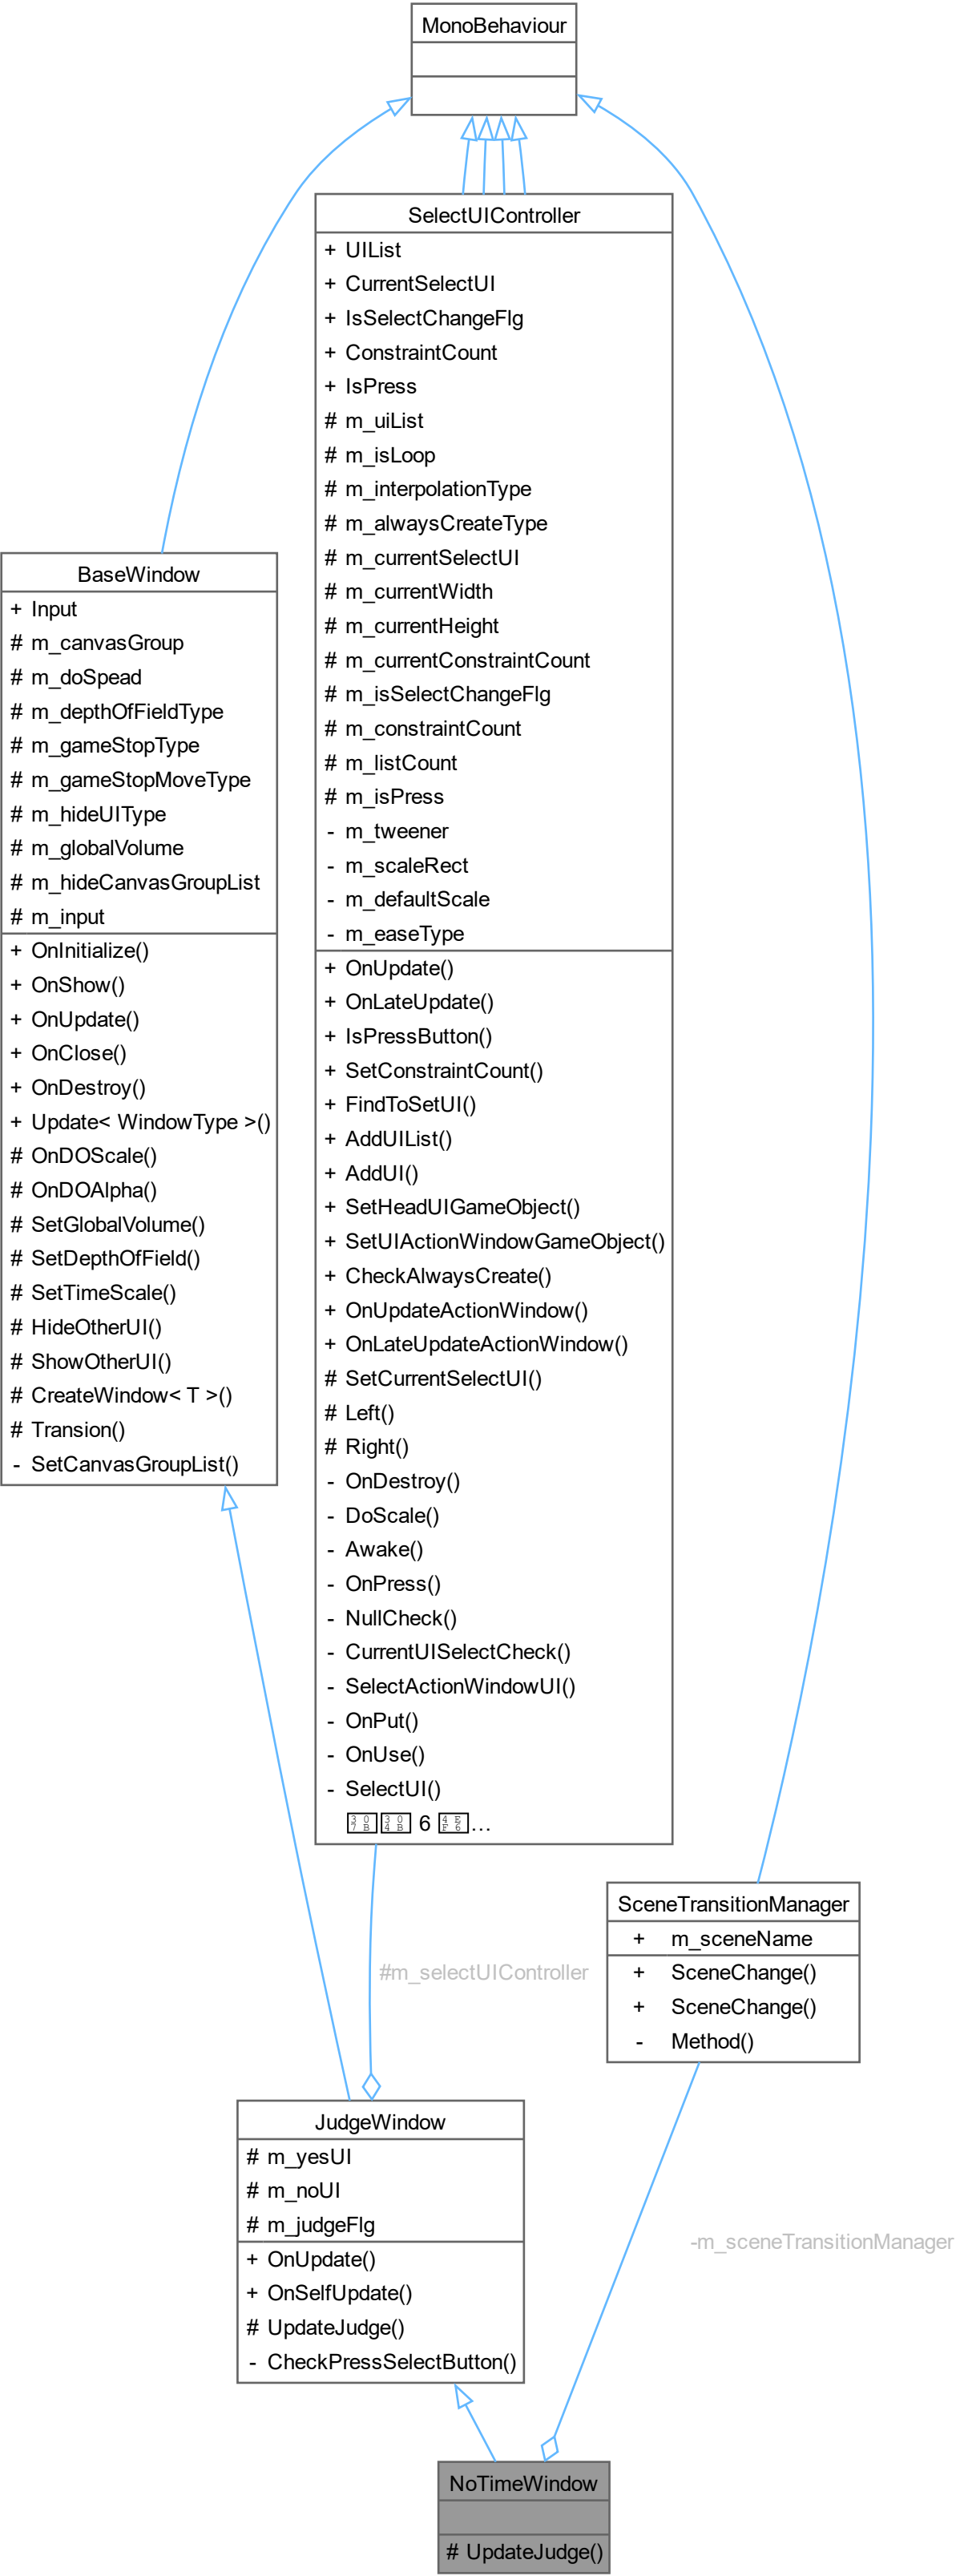 MonoBehaviour
SelectUIController
+ UIList
+ CurrentSelectUI
+ IsSelectChangeFlg
+ ConstraintCount
+ IsPress
# m_uiList
# m_isLoop
# m_interpolationType
# m_alwaysCreateType
# m_currentSelectUI
# m_currentWidth
# m_currentHeight
# m_currentConstraintCount
# m_isSelectChangeFlg
# m_constraintCount
# m_listCount
# m_isPress
- m_tweener
- m_scaleRect
- m_defaultScale
- m_easeType
+ OnUpdate()
+ OnLateUpdate()
+ IsPressButton()
+ SetConstraintCount()
+ FindToSetUI()
+ AddUIList()
+ AddUI()
+ SetHeadUIGameObject()
+ SetUIActionWindowGameObject()
+ CheckAlwaysCreate()
+ OnUpdateActionWindow()
+ OnLateUpdateActionWindow()
# SetCurrentSelectUI()
# Left()
# Right()
- OnDestroy()
- DoScale()
- Awake()
- OnPress()
- NullCheck()
- CurrentUISelectCheck()
- SelectActionWindowUI()
- OnPut()
- OnUse()
- SelectUI()
6 ...
BaseWindow
+ Input
# m_canvasGroup
# m_doSpead
# m_depthOfFieldType
# m_gameStopType
# m_gameStopMoveType
# m_hideUIType
# m_globalVolume
# m_hideCanvasGroupList
# m_input
+ OnInitialize()
+ OnShow()
+ OnUpdate()
+ OnClose()
+ OnDestroy()
+ Update< WindowType >()
# OnDOScale()
# OnDOAlpha()
# SetGlobalVolume()
# SetDepthOfField()
# SetTimeScale()
# HideOtherUI()
# ShowOtherUI()
# CreateWindow< T >()
# Transion()
- SetCanvasGroupList()
SceneTransitionManager
+ m_sceneName
+ SceneChange()
+ SceneChange()
- Method()
#m_selectUIController
JudgeWindow
# m_yesUI
# m_noUI
# m_judgeFlg
+ OnUpdate()
+ OnSelfUpdate()
# UpdateJudge()
- CheckPressSelectButton()
-m_sceneTransitionManager
NoTimeWindow
# UpdateJudge()